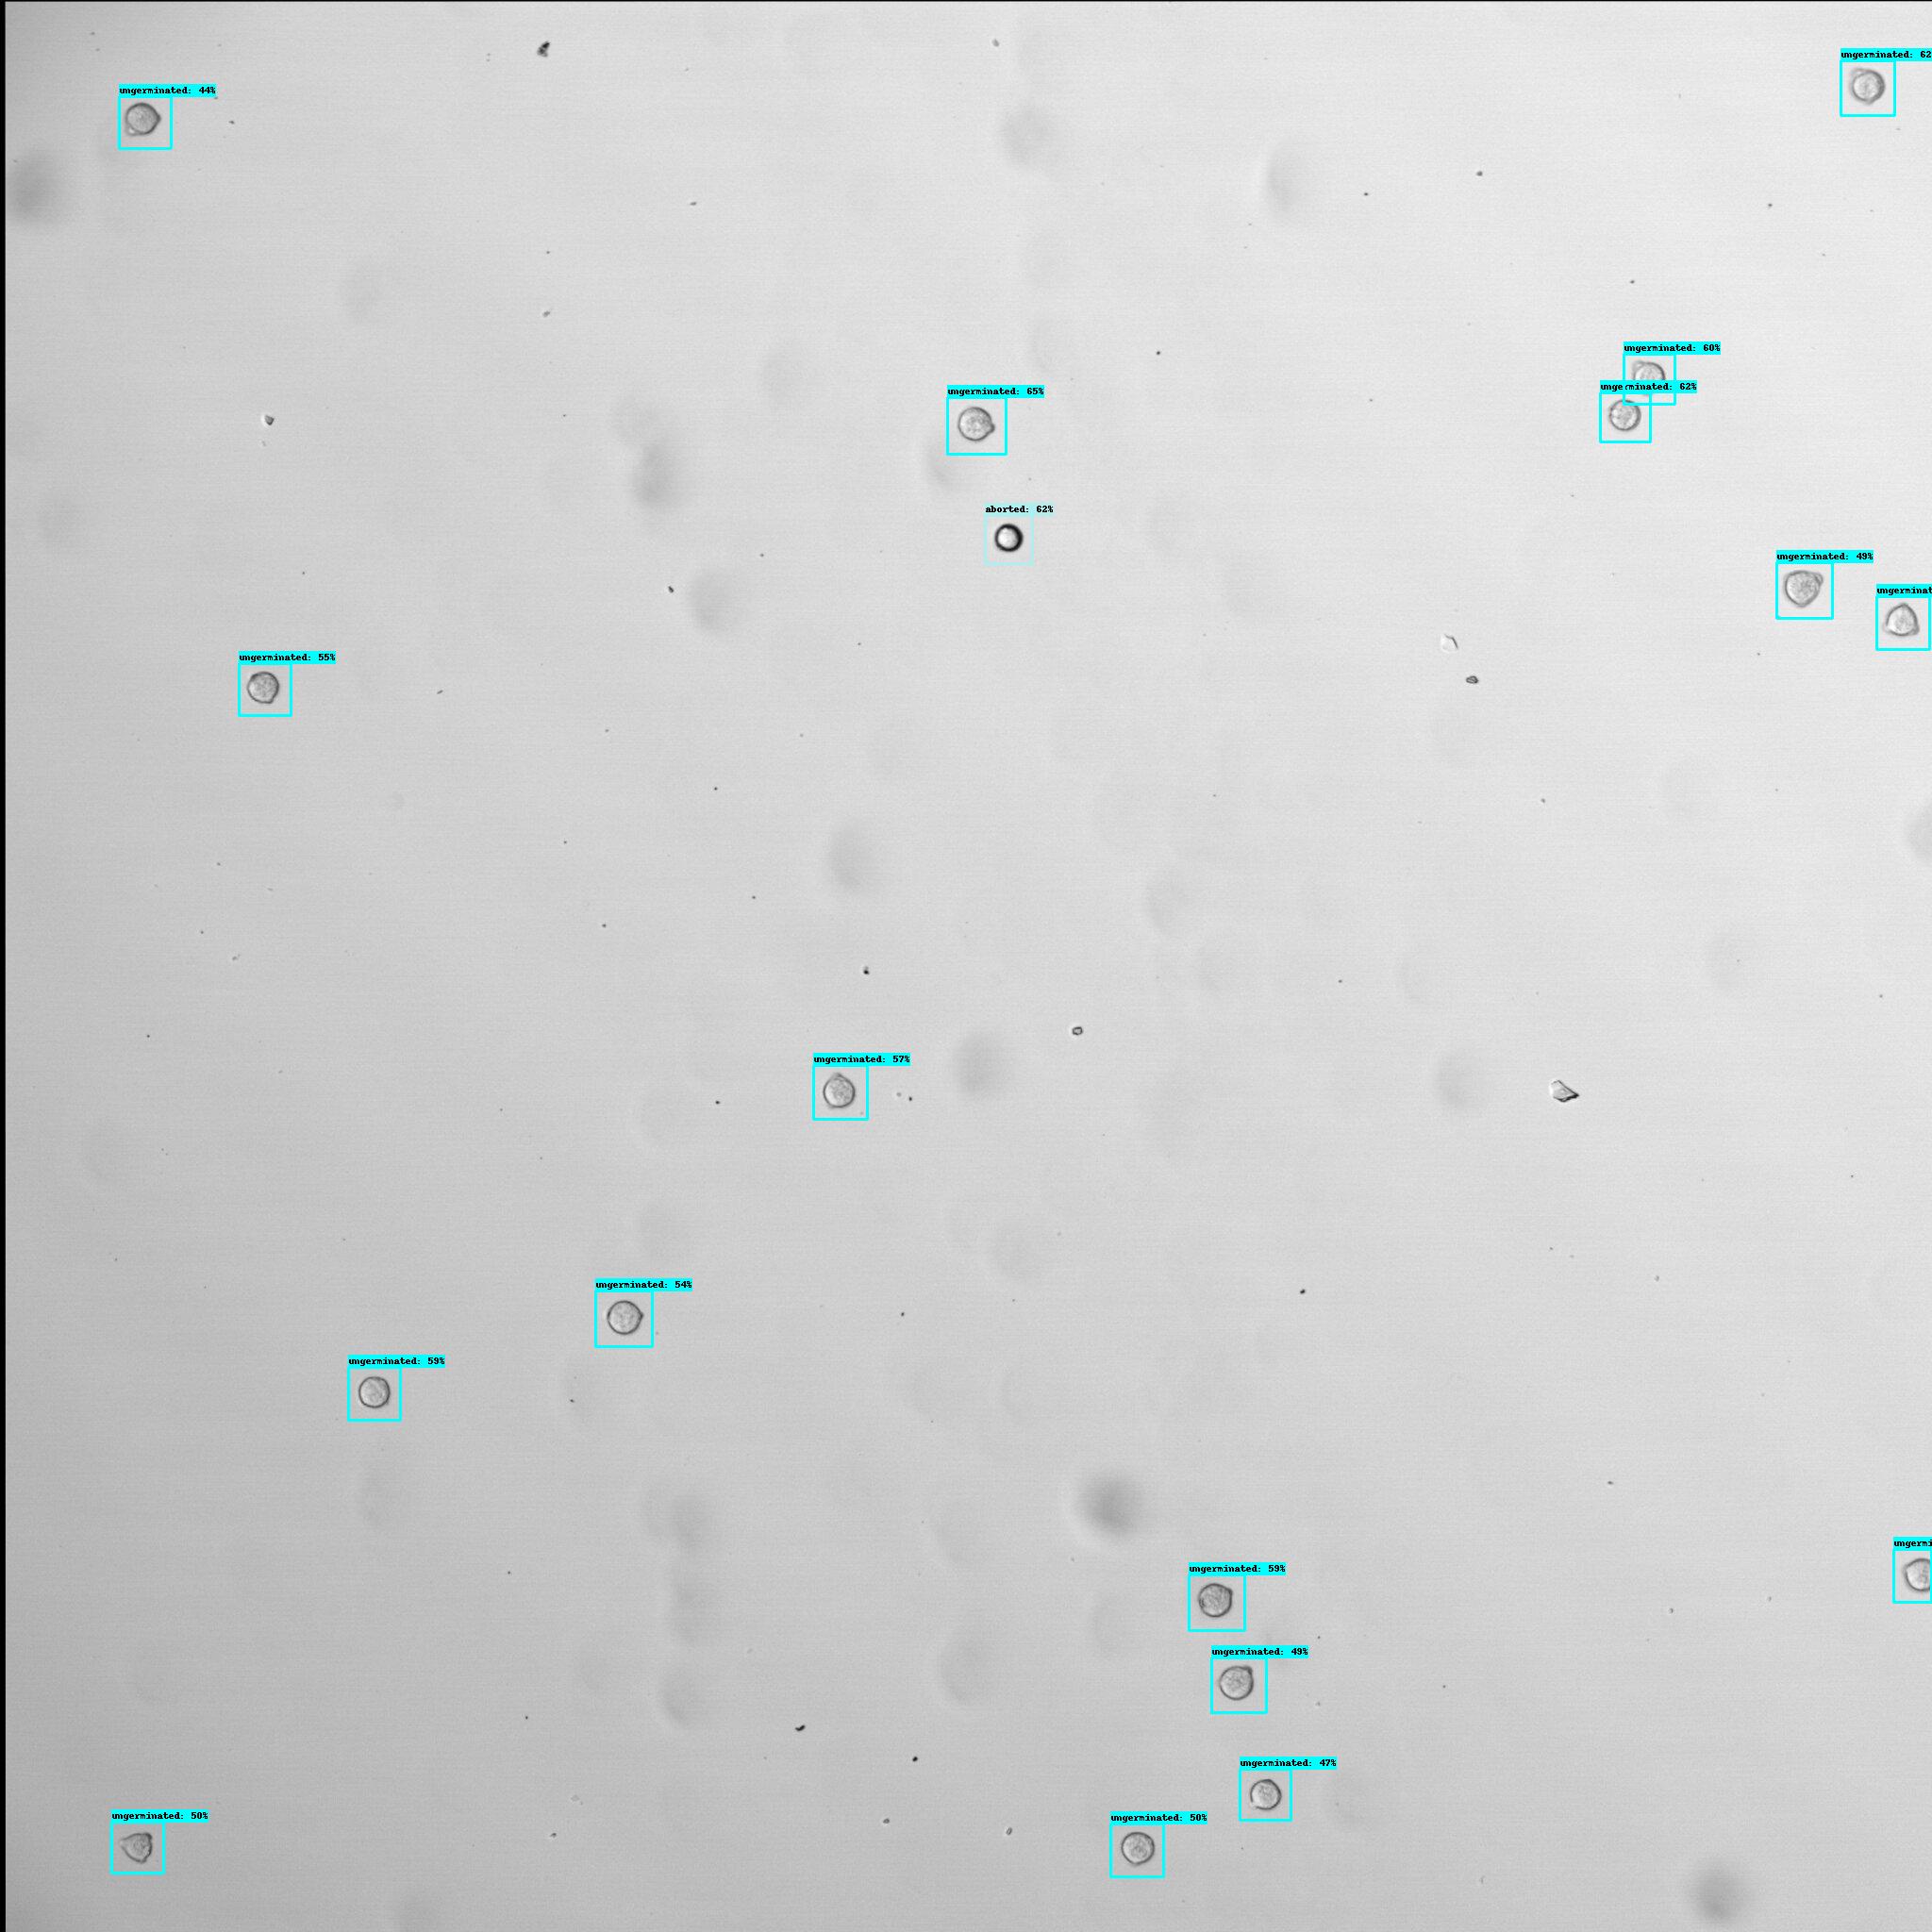 ungerminated: 62
ungerminated: 44%
ungerminated: 60%
ungerminated: 62%
ungerminated: 65%
aborted: 62%
ungerminated: 49%
ungerminat
ungerminated: 55%
ungerminated: 57%
ungerminated: 54%
ungerminated: 59%
ungermi
ungerminated: 59%
ungerminated: 49%
ungerminated: 47%
ungerminated: 50%
ungerminated: 50%